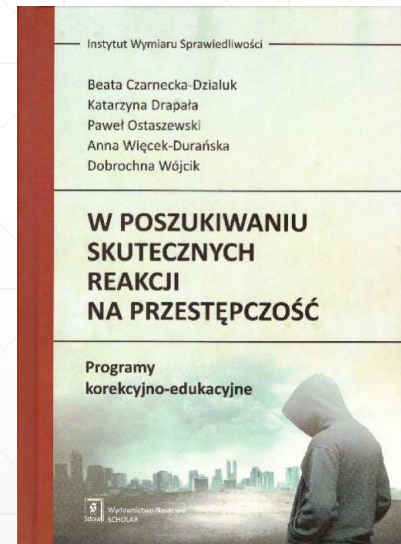 Instytut Wymiaru Sprawiedliwości
Beata Czarnecka-Dzialuk
Katarzyna Drapała
Paweł Ostaszewski
Anna Więcek-Durańska
Dobrochna Wójcik
W POSZUKIWANIU
SKUTECZNYCH
REAKCJI
NA PRZESTĘPCZOŚĆ
Programy
korekcyjno-edukacyjne
Scholar
Wydawnictwo Naukowe
SCHOLAR